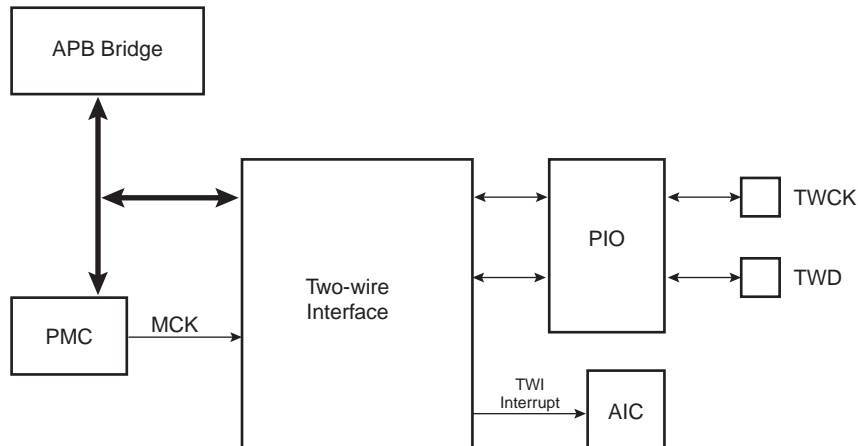 APB Bridge
TWCK
PIO
Two-wire
Interface
TWD
MCK
PMC
TWI
Interrupt
AIC